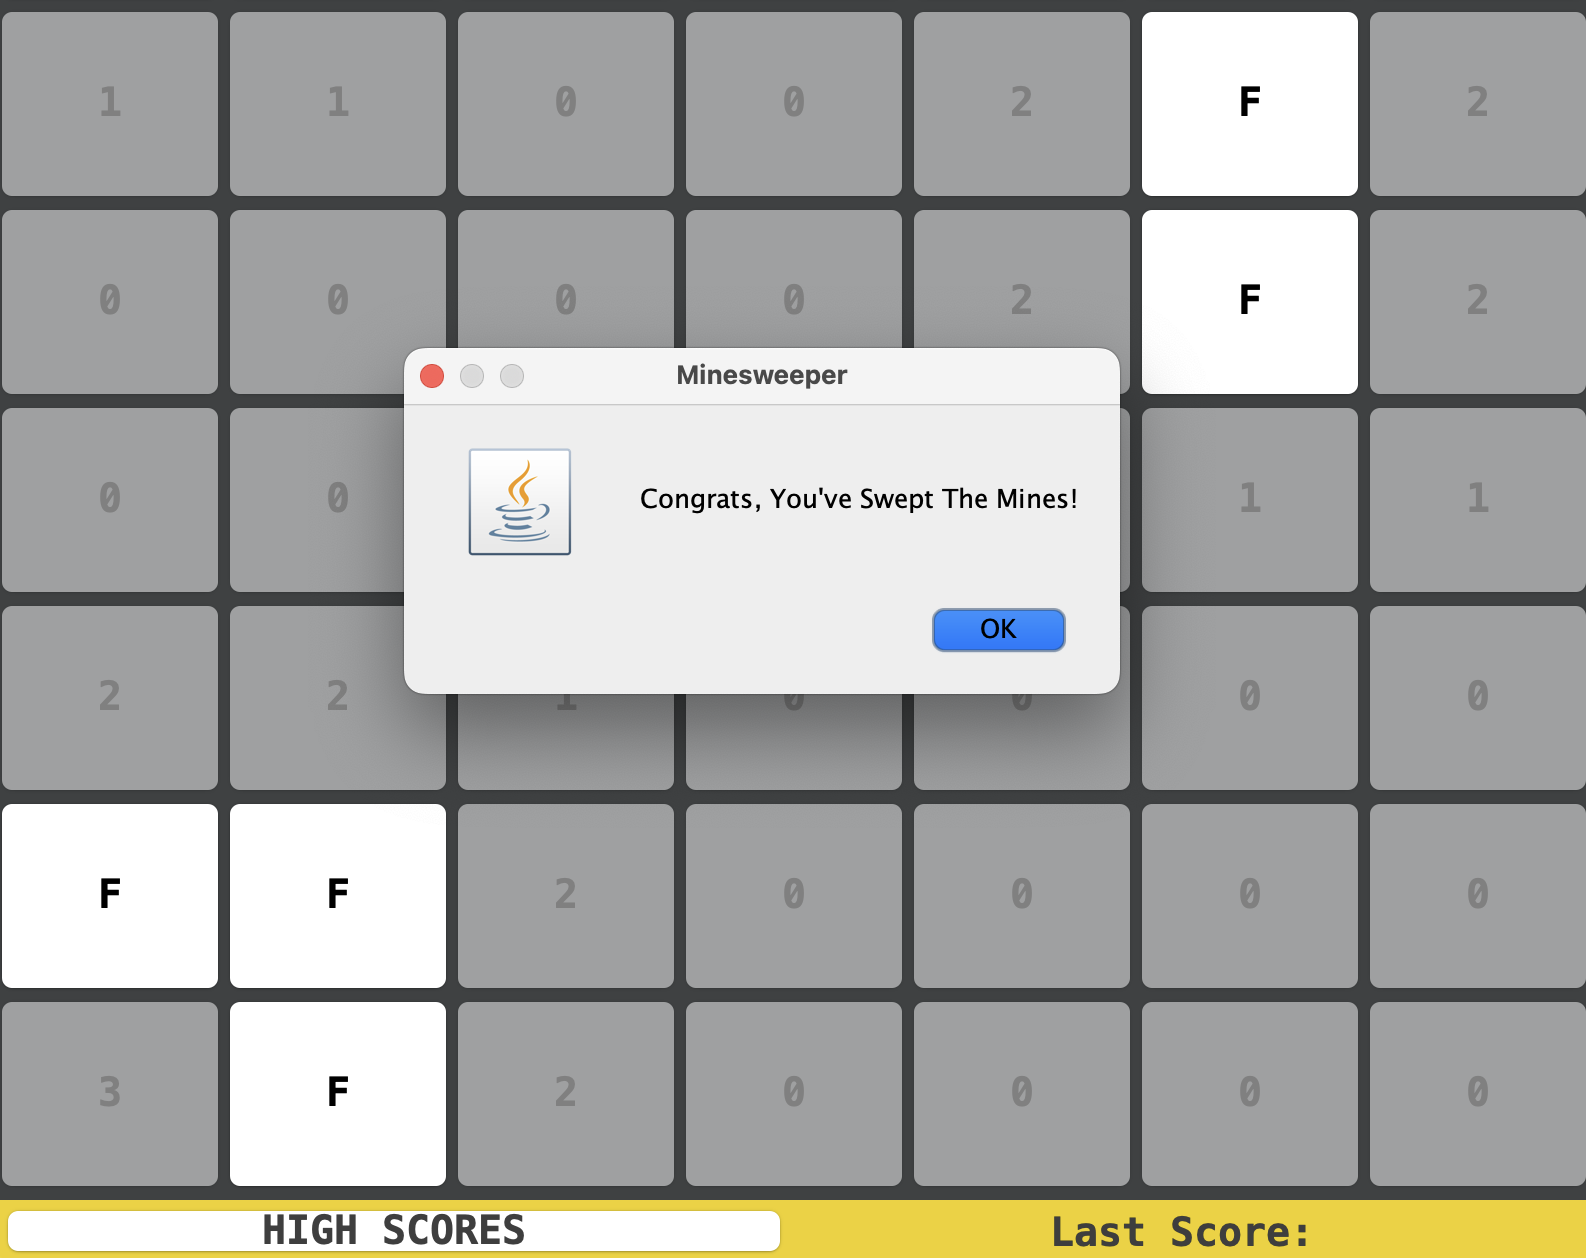 1 1 0 0 2 F 2
0 0 0 0 2 F 2
Minesweeper
Congrats, You've Swept The Mines!
0 0 1 1
OK
2 2 1 0 0 0 0
F F 2 0 0 0 0
3 F 2 0 0 0 0
HIGH SCORES Last Score: